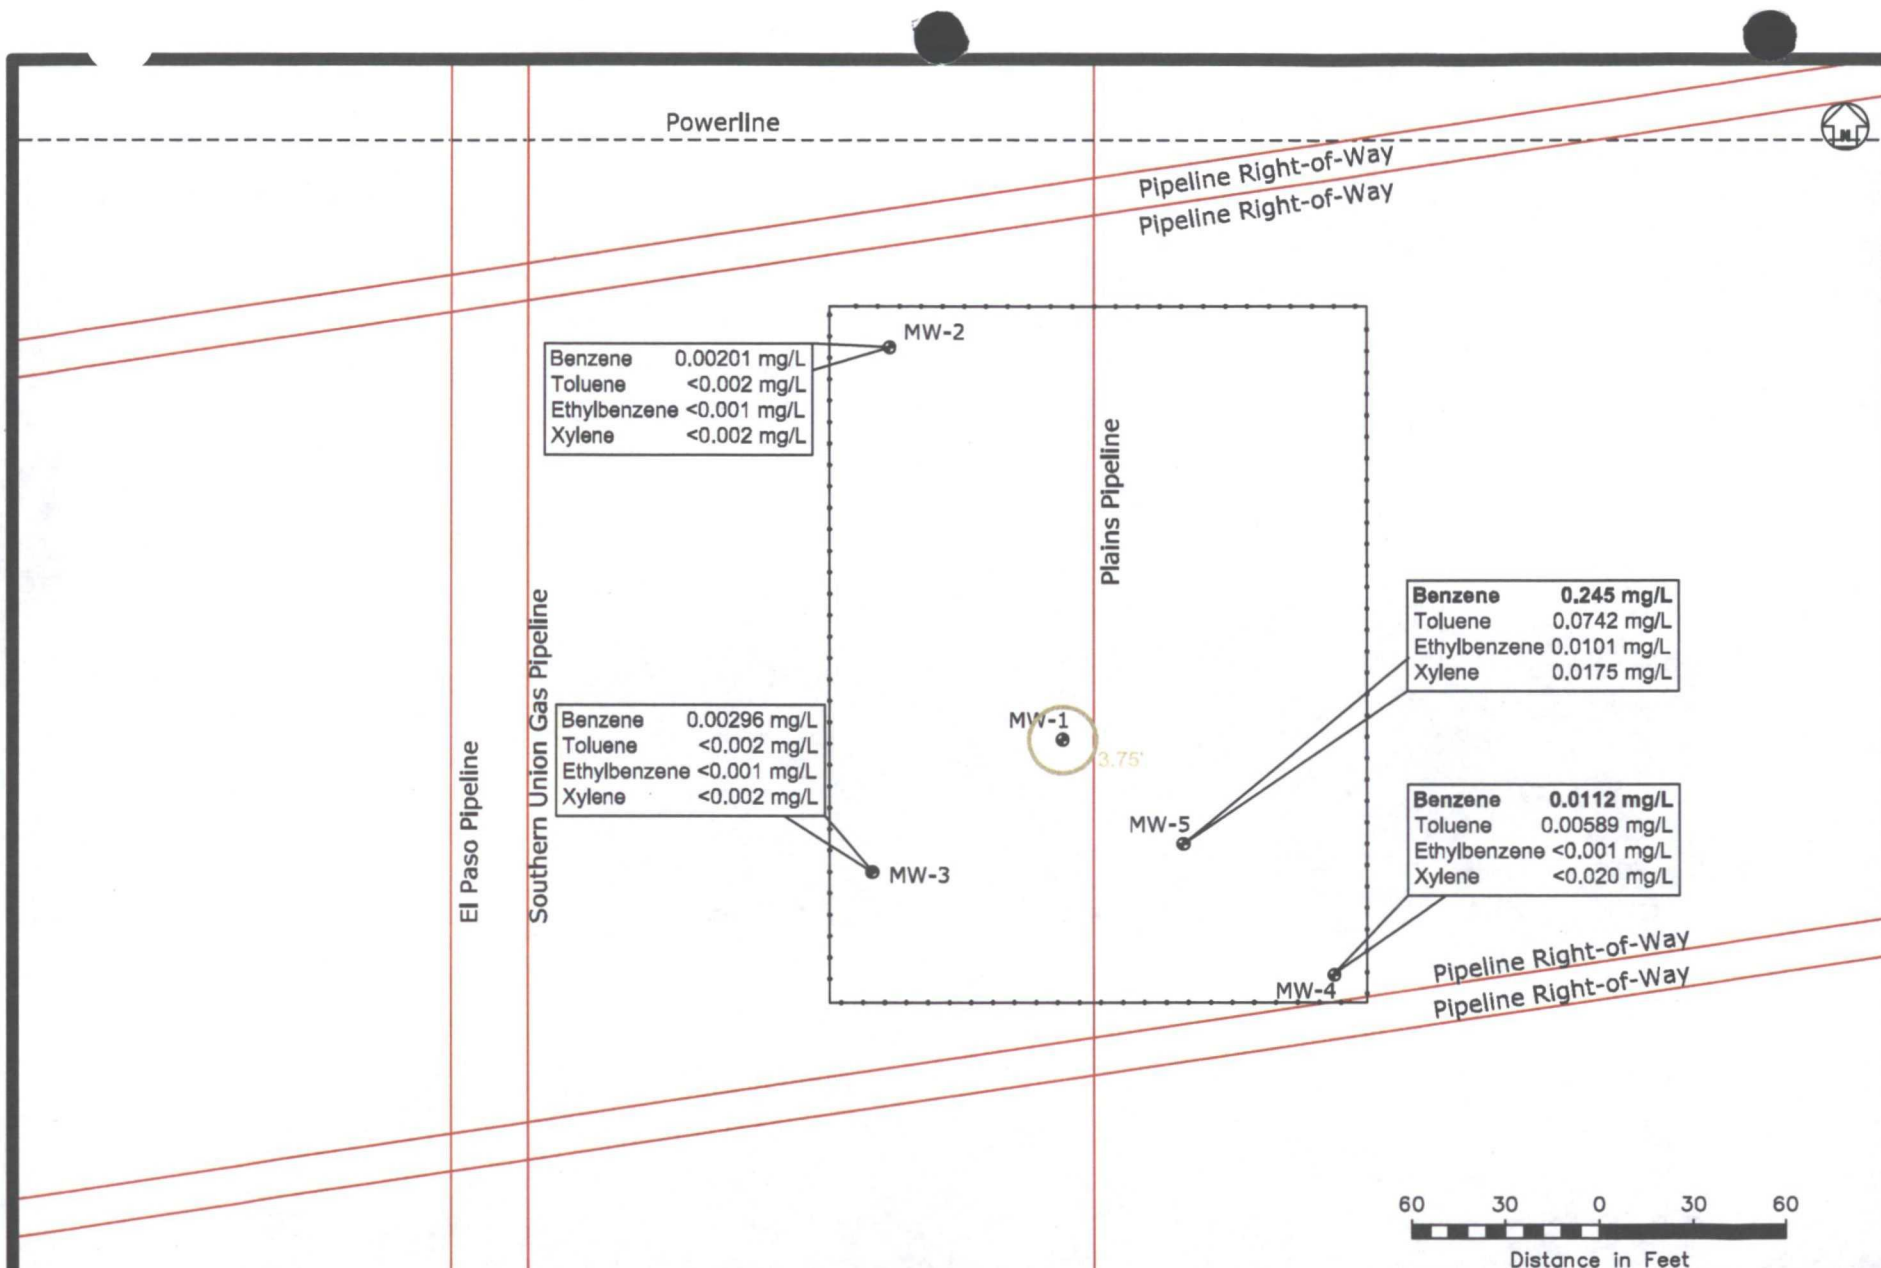 Powerline
N
Pipeline Right-of-Way
Pipeline Right-of-Way
MW-2
Benzene 0.00201 mg/L
Toluene <0.002 mg/L
Ethylbenzene <0.001 mg/L
Xylene <0.002 mg/L
Plains Pipeline
Benzene 0.245 mg/L
Toluene 0.0742 mg/L
Ethylbenzene 0.0101 mg/L
Xylene 0.0175 mg/L
El Paso Pipeline
Southern Union Gas Pipeline
Benzene 0.00296 mg/L
Toluene <0.002 mg/L
Ethylbenzene <0.001 mg/L
Xylene <0.002 mg/L
MW-1
3.75'
MW-5
Benzene 0.0112 mg/L
Toluene 0.00589 mg/L
Ethylbenzene <0.001 mg/L
Xylene <0.020 mg/L
MW-3
MW-4
Pipeline Right-of-Way
Pipeline Right-of-Way
60 30 0 30 60
Distance in Feet